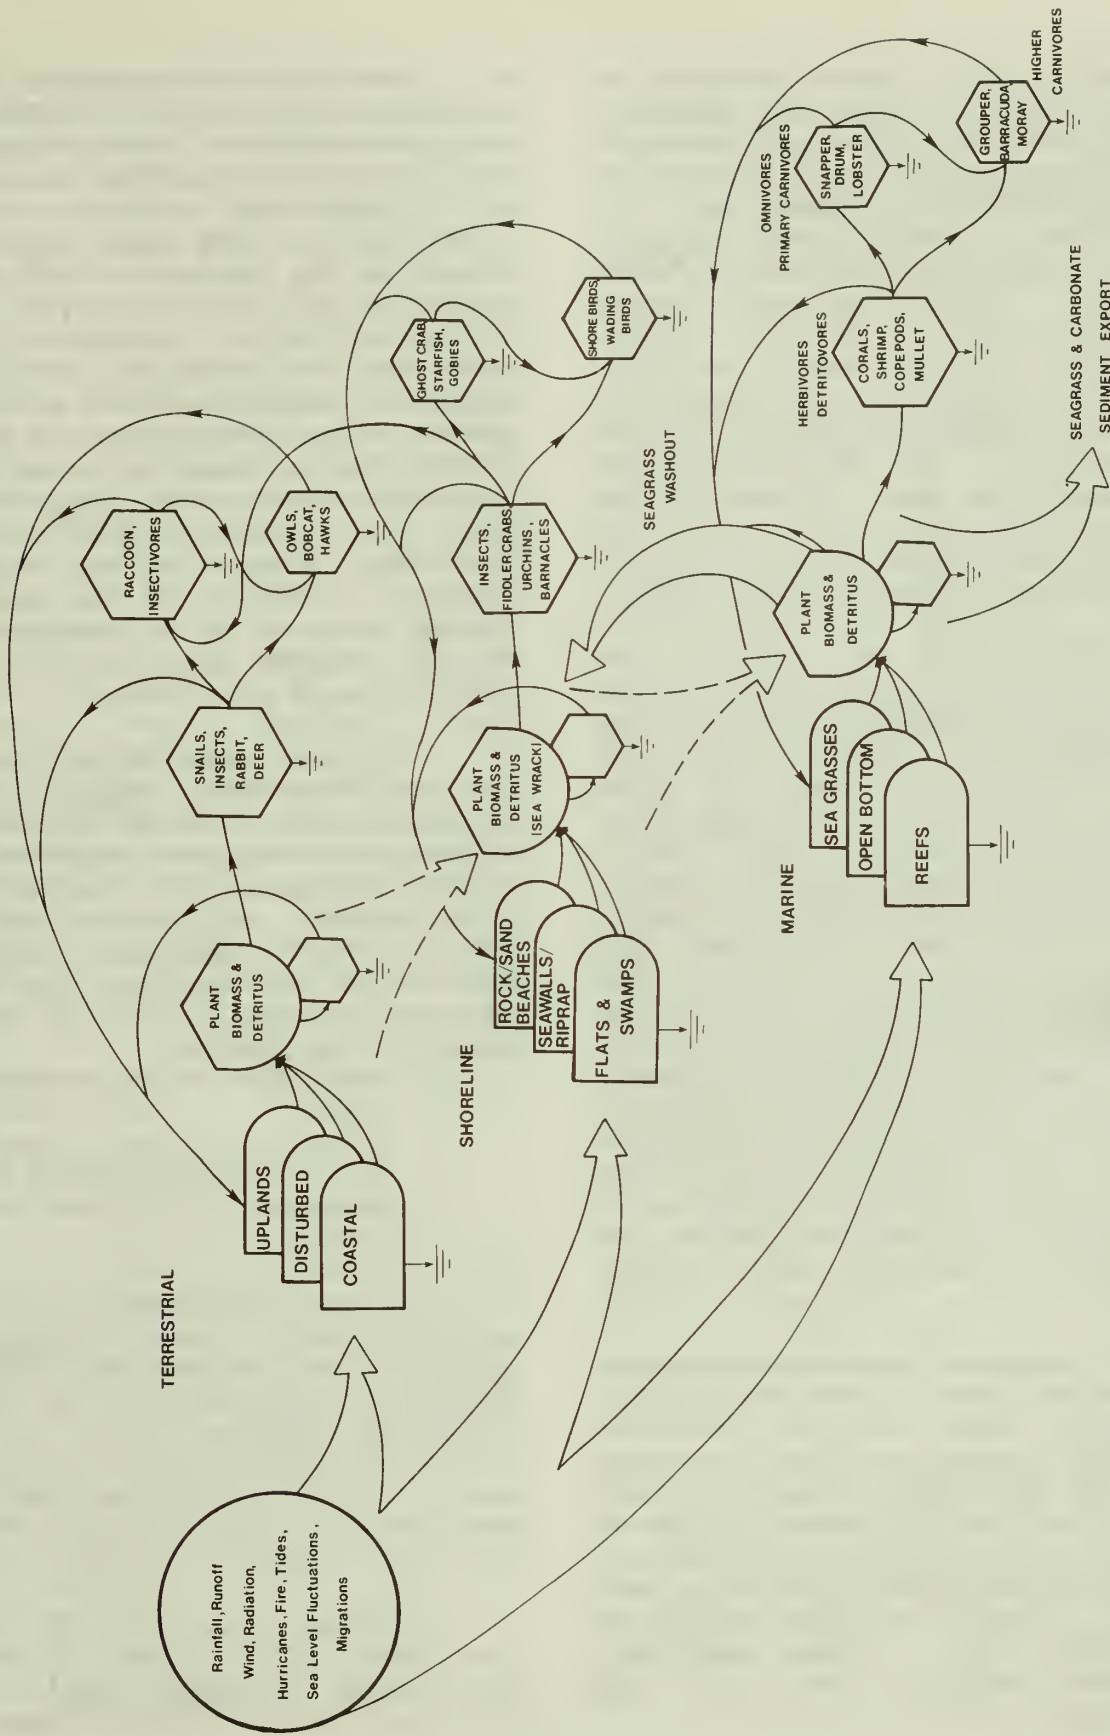 Rainfall, Runoff
Wind, Radiation,
Hurricanes, Fire, Tides,
Sea Level Fluctuations,
Migrations
TERRESTRIAL
UPLANDS
DISTURBED
COASTAL
PLANT
BIOMASS &
DETRITUS
SNAILS,
INSECTS,
RABBIT,
DEER
RACCOON,
INSECTIVORES
OWLS,
BOBCAT,
HAWKS
SHORELINE
ROCK/SAND
BEACHES
SEAWALLS/
RIPRAP
FLATS &
SWAMPS
PLANT
BIOMASS &
DETRITUS
(SEA WRACK)
INSECTS,
FIDDLER CRABS
URCHINS,
BARNACLES
GHOST CRAB
STARFISH,
GOBIES
SHORE BIRDS,
WADING
BIRDS
SEAGRASS
WASHOUT
MARINE
SEA GRASSES
OPEN BOTTOM
REEFS
PLANT
BIOMASS &
DETRITUS
HERBIVORES
DETRITOVORES
CORALS,
SHRIMP,
COPEPODS,
MULLET
OMNIVORES
PRIMARY CARNIVORES
SNAPPER,
DRUM,
LOBSTER
GROUPER,
BARRACUDA,
MORAY
HIGHER
CARNIVORES
SEAGRASS & CARBONATE
SEDIMENT EXPORT